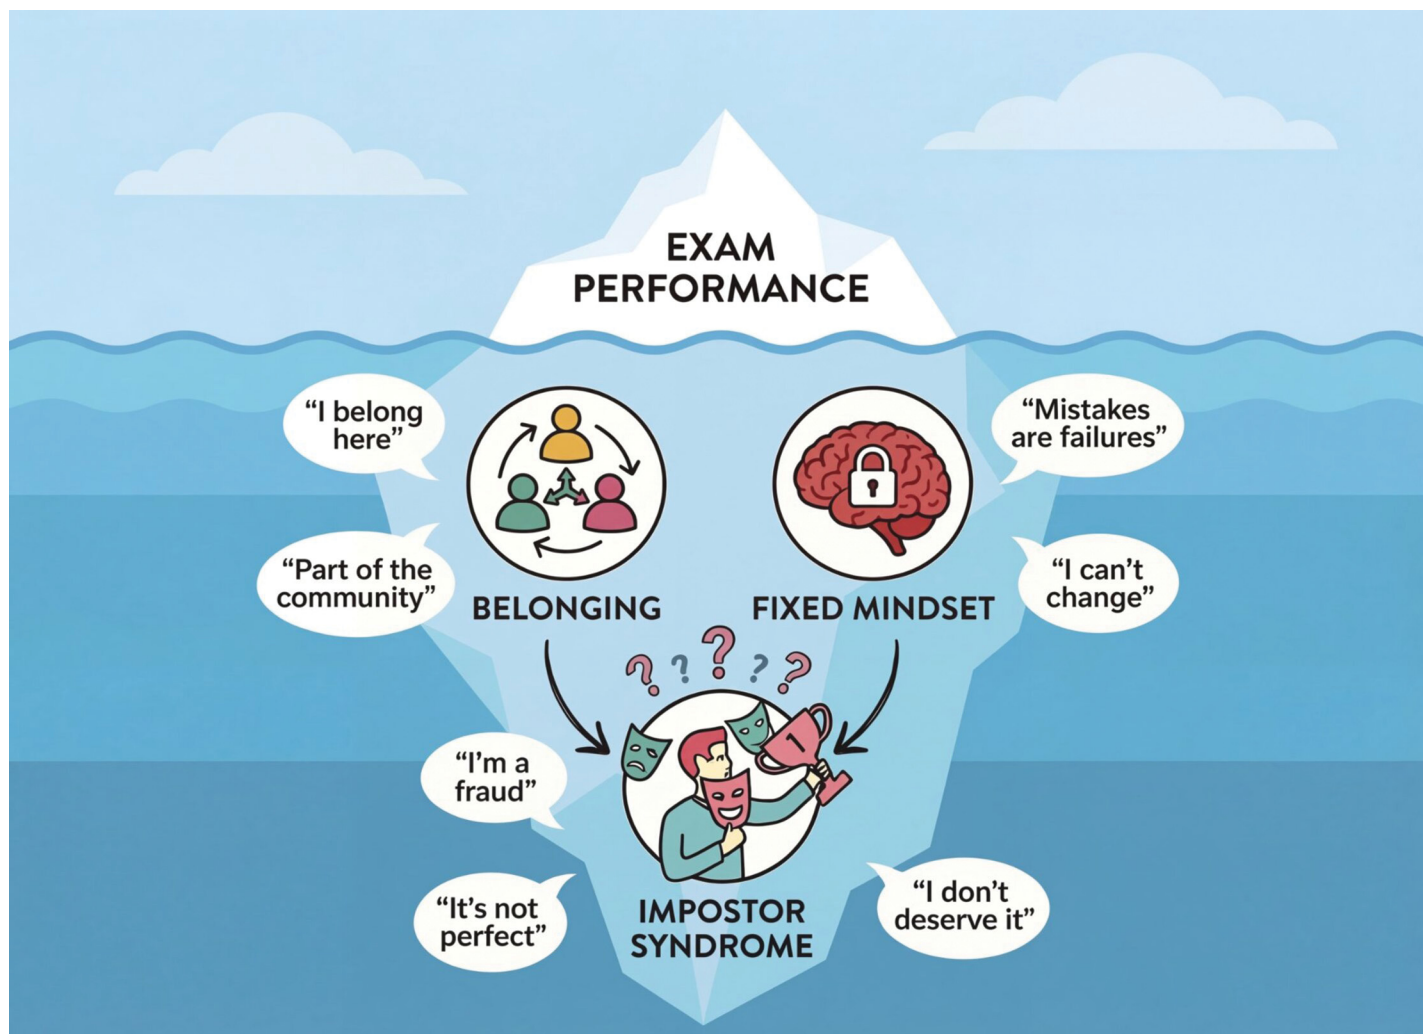 EXAM
PERFORMANCE
“I belong
here”
“Mistakes
are failures”
“Part of the
community”
“I can’t
change”
BELONGING
FIXED MINDSET
? ? ? ? ?
1
“I’m a
fraud”
“It’s not
perfect”
“I don’t
deserve it”
IMPOSTOR
SYNDROME